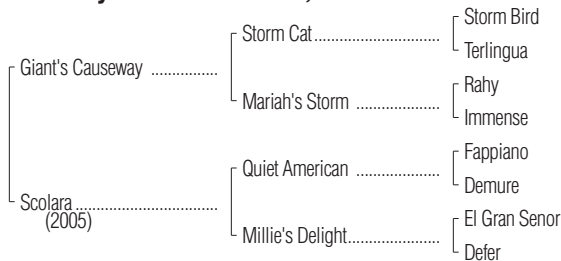 Storm Bird
Storm Cat
Terlingua
Giant's Causeway
Rahy
Mariah's Storm
Immense
Fappiano
Quiet American
Demure
Scolara
(2005)
El Gran Senor
Millie's Delight
Defer